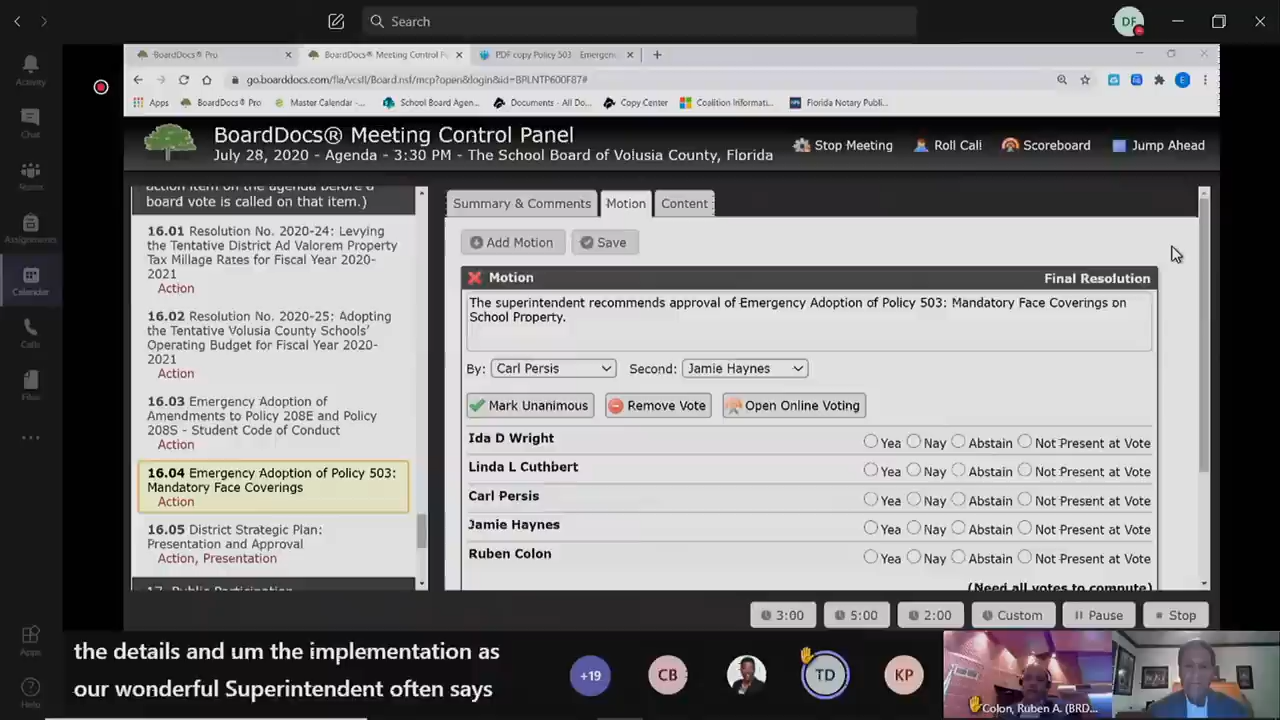 Search
DF
BoardDocs® Pro
BoardDocs® Meeting Control P
PDF copy Policy 503 - Emergen
go.boarddocs.com/fla/vcsfl/Board.nsf/mcp?open&login&id=BPLNTP600F87#
E
Apps
BoardDocs® Pro
Master Calendar -...
School Board Agen...
Documents - All Do...
Copy Center
Coalition Informati...
Florida Notary Publi...
BoardDocs® Meeting Control Panel
July 28, 2020 - Agenda - 3:30 PM - The School Board of Volusia County, Florida
Stop Meeting
Roll Call
Scoreboard
Jump Ahead
Activity
Chat
Teams
Assignments
Calendar
Calls
Files
Apps
Help
action item on the agenda before a
board vote is called on that item.)
16.01 Resolution No. 2020-24: Levying
the Tentative District Ad Valorem Property
Tax Millage Rates for Fiscal Year 2020-
2021
Action
16.02 Resolution No. 2020-25: Adopting
the Tentative Volusia County Schools'
Operating Budget for Fiscal Year 2020-
2021
Action
16.03 Emergency Adoption of
Amendments to Policy 208E and Policy
208S - Student Code of Conduct
Action
16.04 Emergency Adoption of Policy 503:
Mandatory Face Coverings
Action
16.05 District Strategic Plan:
Presentation and Approval
Action, Presentation
17. Public Participation
Summary & Comments
Motion
Content
Add Motion
Save
Motion
Final Resolution
The superintendent recommends approval of Emergency Adoption of Policy 503: Mandatory Face Coverings on
School Property.
By: Carl Persis Second: Jamie Haynes
Mark Unanimous
Remove Vote
Open Online Voting
Ida D Wright Yea Nay Abstain Not Present at Vote
Linda L Cuthbert Yea Nay Abstain Not Present at Vote
Carl Persis Yea Nay Abstain Not Present at Vote
Jamie Haynes Yea Nay Abstain Not Present at Vote
Ruben Colon Yea Nay Abstain Not Present at Vote
(Need all votes to compute)
3:00
5:00
2:00
Custom
Pause
Stop
the details and um the implementation as
our wonderful Superintendent often says
+19
CB
TD
KP
Colon, Ruben A. (BRD...